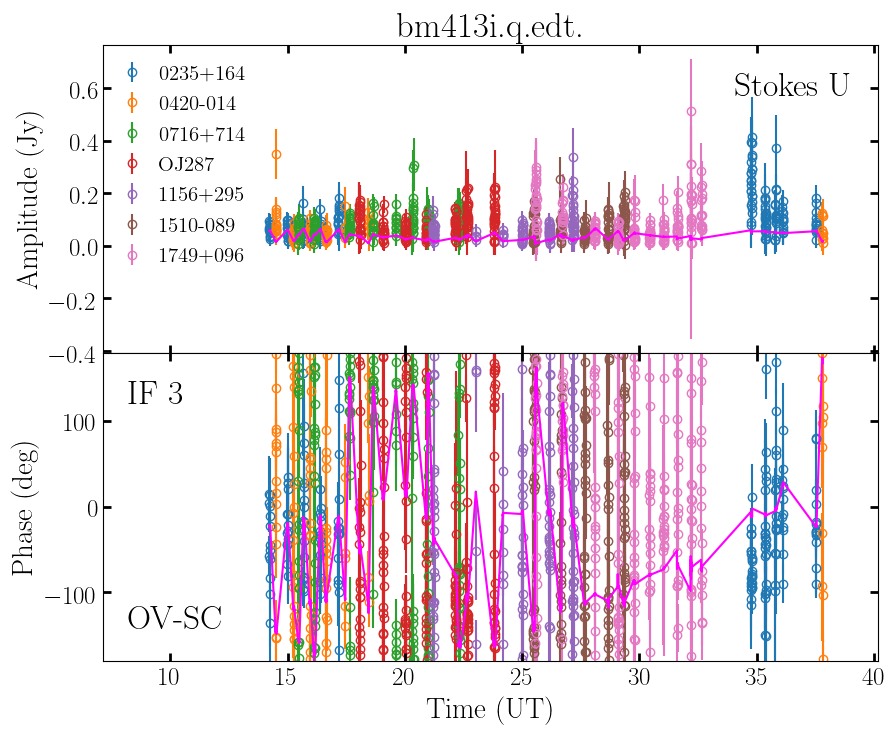 bm413i.q.edt.
Stokes U
0235+164
0420-014
0716+714
OJ287
1156+295
1510-089
1749+096
Amplitude (Jy)
0.6
0.4
0.2
0.0
−0.2
−0.4
IF 3
OV-SC
Phase (deg)
100
0
−100
10 15 20 25 30 35 40
Time (UT)